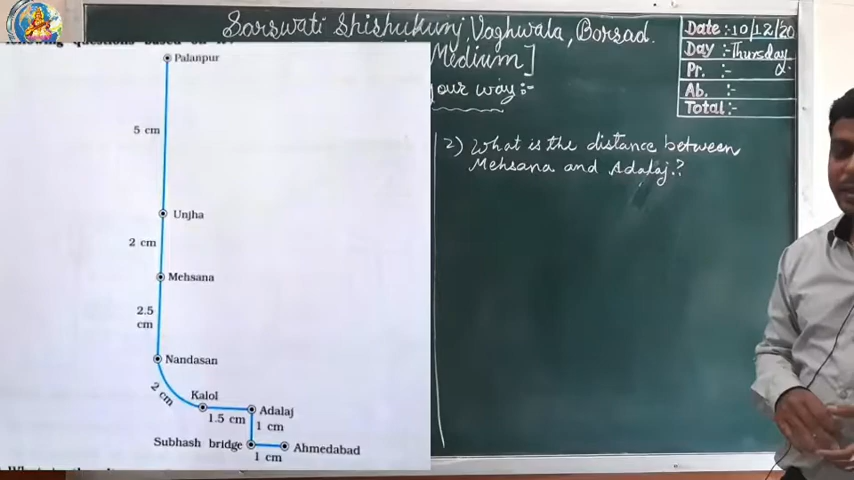 Sarswati Shishukunj Vaghwala, Borsad.
Medium]
your way:-
Date:- 10/12/20
Day :- Thursday
Pr. :-
Ab. :-
Total:-
2) What is the distance between
Mehsana and Adalaj.?
Palanpur
5 cm
Unjha
2 cm
Mehsana
2.5
cm
Nandasan
2 cm
Kalol
1.5 cm
Adalaj
1 cm
Subhash bridge
1 cm
Ahmedabad